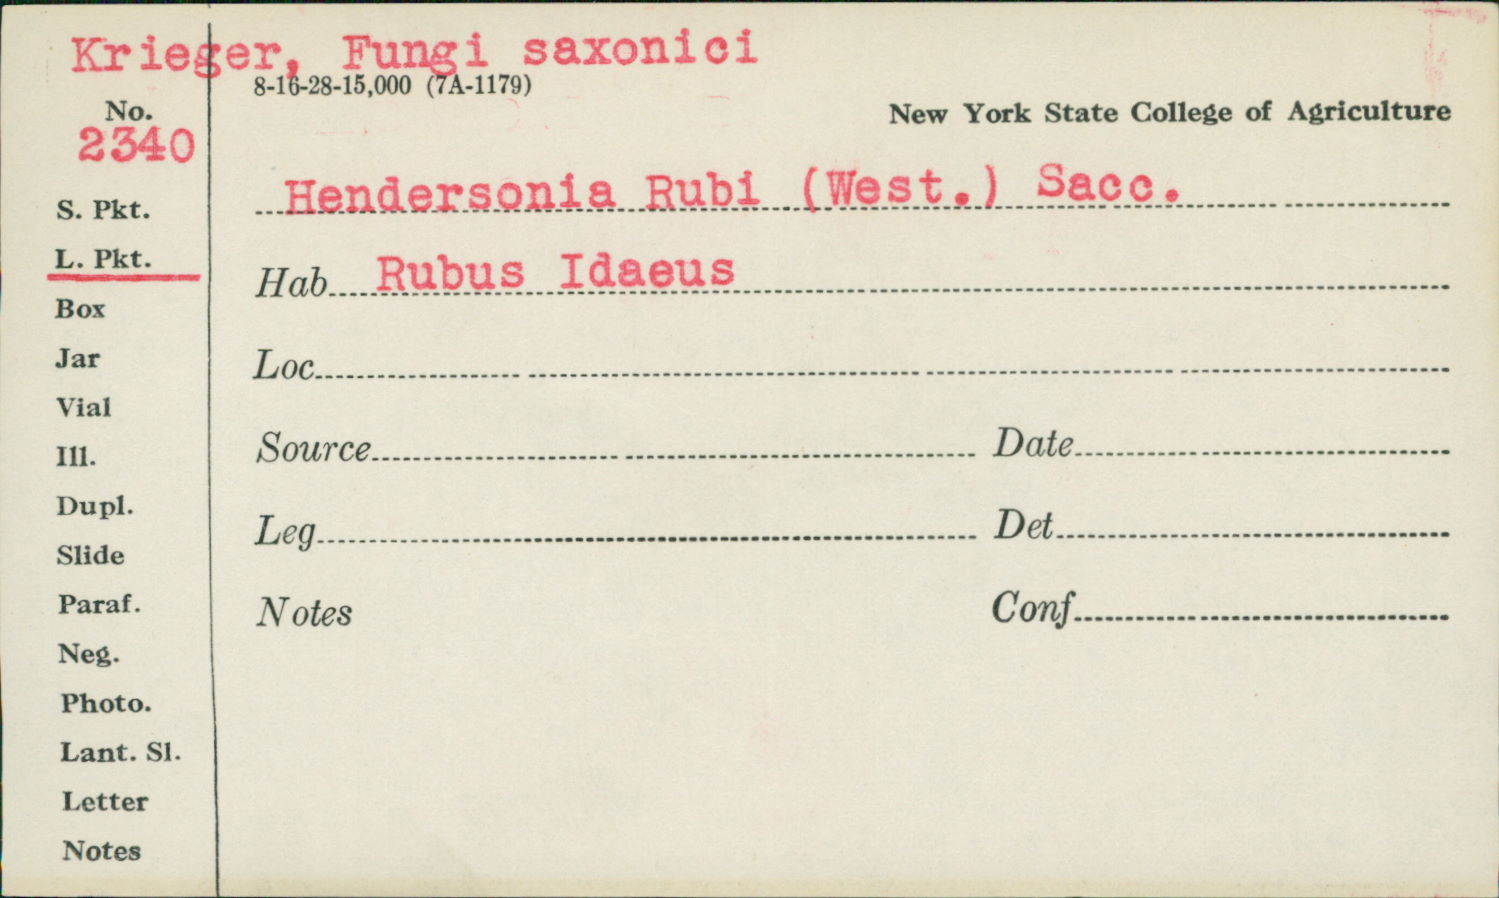 Krieger, Fungi saxonici
8-16-28-15,000 (7A-1179)
No.
New York State College of Agriculture
2340
Hendersonia Rubi (West.) Sacc.
S. Pkt.
L. Pkt.
Hab. Rubus Idaeus
Box
Jar
Loc.
Vial
Source
Date
Ill.
Dupl.
Leg.
Det.
Slide
Paraf.
Notes
Conf.
Neg.
Photo.
Lant. Sl.
Letter
Notes